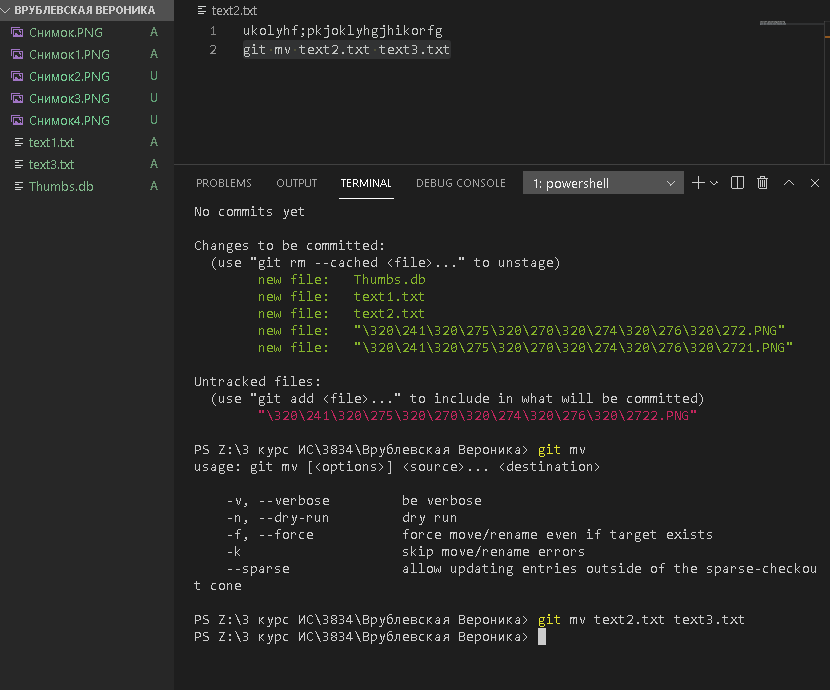 ВРУБЛЕВСКАЯ ВЕРОНИКА
Снимок.PNG A
Снимок1.PNG A
Снимок2.PNG U
Снимок3.PNG U
Снимок4.PNG U
text1.txt A
text3.txt A
Thumbs.db A
text2.txt
1 ukolyhf;pkjoklyhgjhikorfg
2 git mv text2.txt text3.txt
PROBLEMS OUTPUT TERMINAL DEBUG CONSOLE 1: powershell
No commits yet
Changes to be committed:
(use "git rm --cached <file>..." to unstage)
new file: Thumbs.db
new file: text1.txt
new file: text2.txt
new file: "\320\241\320\275\320\270\320\274\320\276\320\272.PNG"
new file: "\320\241\320\275\320\270\320\274\320\276\320\2721.PNG"
Untracked files:
(use "git add <file>..." to include in what will be committed)
"\320\241\320\275\320\270\320\274\320\276\320\2722.PNG"
PS Z:\3 курс ИС\3834\Врублевская Вероника> git mv
usage: git mv [<options>] <source>... <destination>
-v, --verbose be verbose
-n, --dry-run dry run
-f, --force force move/rename even if target exists
-k skip move/rename errors
--sparse allow updating entries outside of the sparse-checkou
t cone
PS Z:\3 курс ИС\3834\Врублевская Вероника> git mv text2.txt text3.txt
PS Z:\3 курс ИС\3834\Врублевская Вероника>